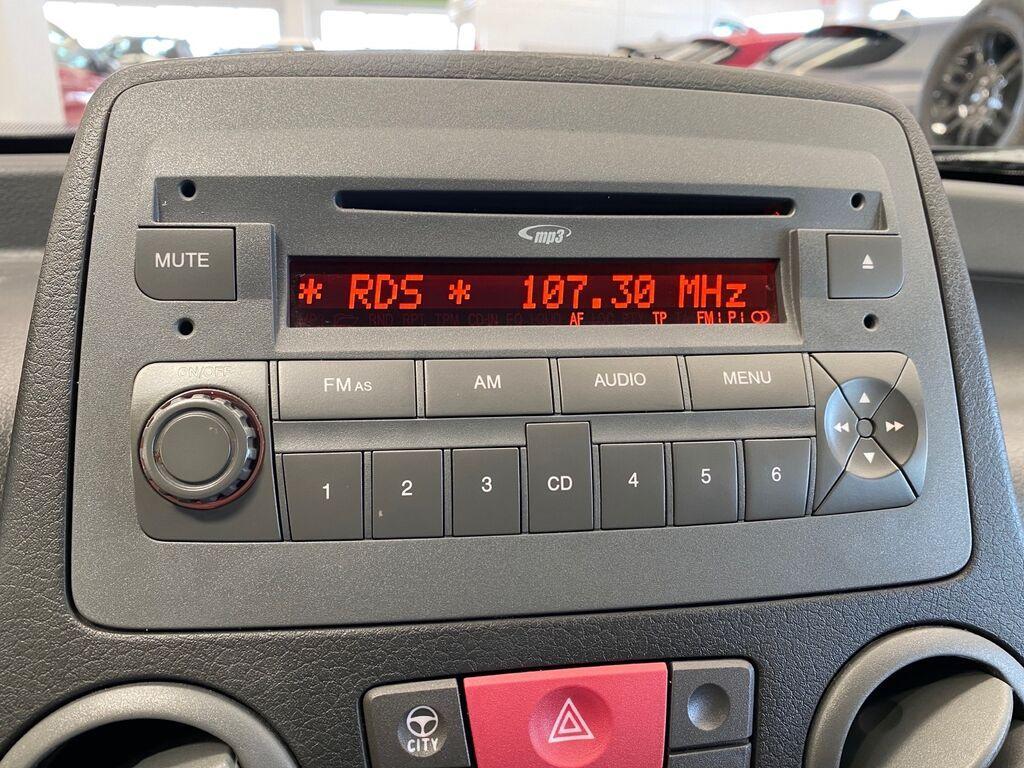 mp3
MUTE
* RDS * 107.30 MHz
AF TP FM
ON/OFF
FM AS AM AUDIO MENU
1 2 3 CD 4 5 6
CITY